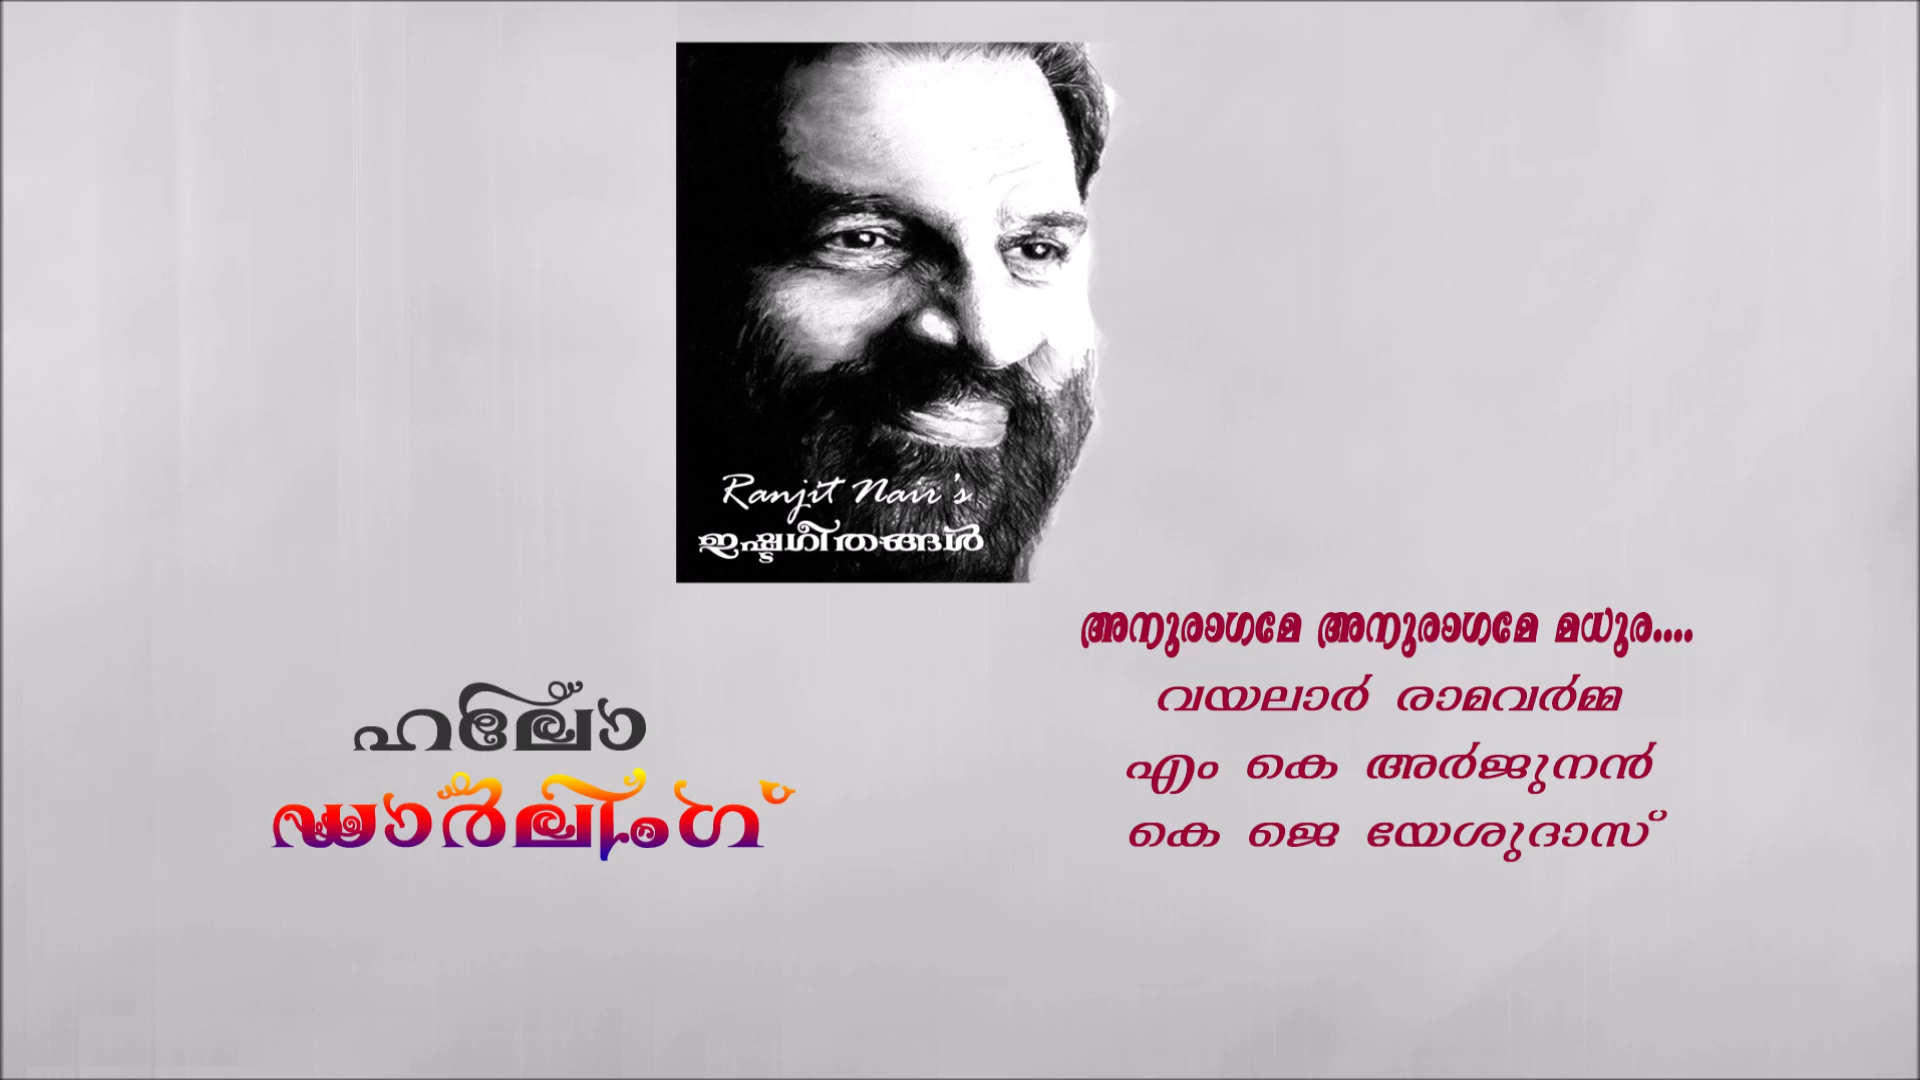 Ranjit Nair's
ഇഷ്ടഗീതങ്ങൾ
ഹലോ
ഡാർലിംഗ്
അനുരാഗമേ അനുരാഗമേ മധുര....
വയലാർ രാമവർമ്മ
എം കെ അർജുനൻ
കെ ജെ യേശുദാസ്